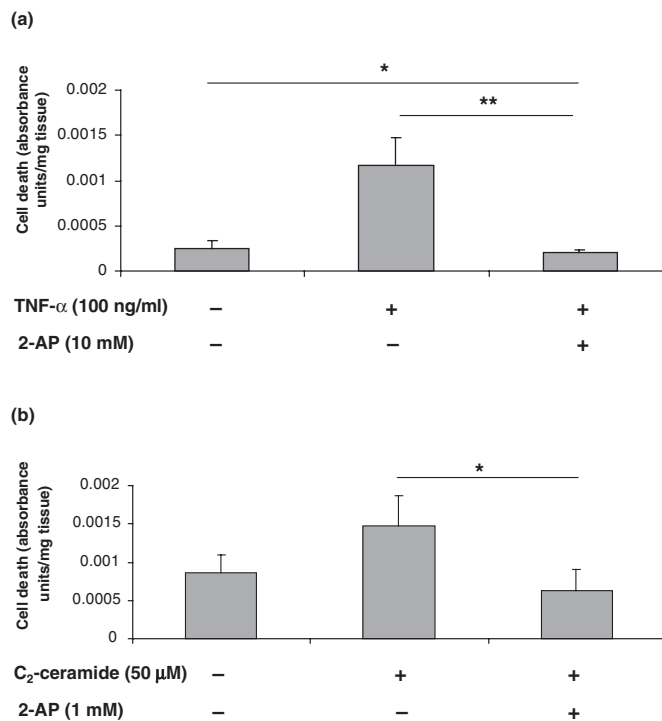 (a)
*
**
Cell death (absorbance
units/mg tissue)
0.002
0.0015
0.001
0.0005
0
TNF-α (100 ng/ml) – + +
2-AP (10 mM) – – +
(b)
*
Cell death (absorbance
units/mg tissue)
0.002
0.0015
0.001
0.0005
0
C₂-ceramide (50 μM) – + +
2-AP (1 mM) – – +